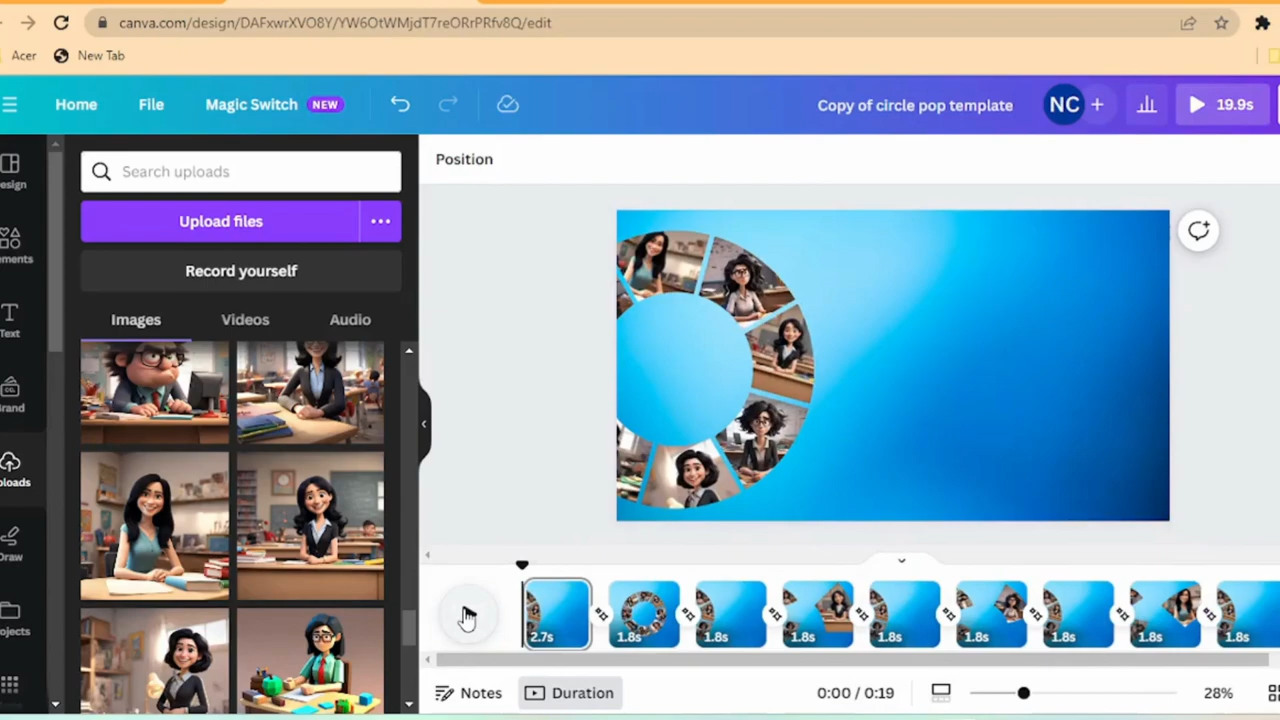 canva.com/design/DAFxwrXVO8Y/YW6OtWMjdT7reORrPRfv8Q/edit
Acer New Tab
Home File Magic Switch NEW Copy of circle pop template NC + 19.9s
Position
Search uploads
Upload files
Record yourself
Images Videos Audio
esign
ements
Text
Brand
ploads
Draw
ojects
2.7s 1.8s 1.8s 1.8s 1.8s 1.8s 1.8s 1.8s 1.8s
Notes Duration 0:00 / 0:19 28%